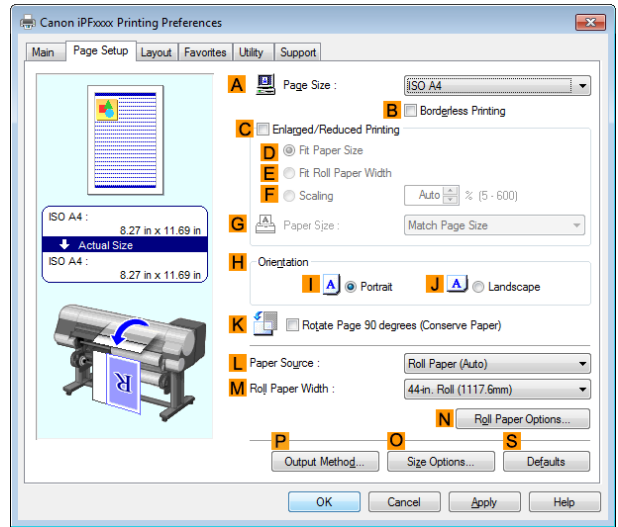 Canon iPFxxxx Printing Preferences
Main Page Setup Layout Favorites Utility Support
A Page Size : ISO A4
B Borderless Printing
C Enlarged/Reduced Printing
D Fit Paper Size
E Fit Roll Paper Width
F Scaling Auto % (5 - 600)
G Paper Size : Match Page Size
ISO A4 :
8.27 in x 11.69 in
Actual Size
ISO A4 :
8.27 in x 11.69 in
H Orientation
I A Portrait J A Landscape
K Rotate Page 90 degrees (Conserve Paper)
R
L Paper Source : Roll Paper (Auto)
M Roll Paper Width : 44-in. Roll (1117.6mm)
N Roll Paper Options...
P O S
Output Method... Size Options... Defaults
OK Cancel Apply Help